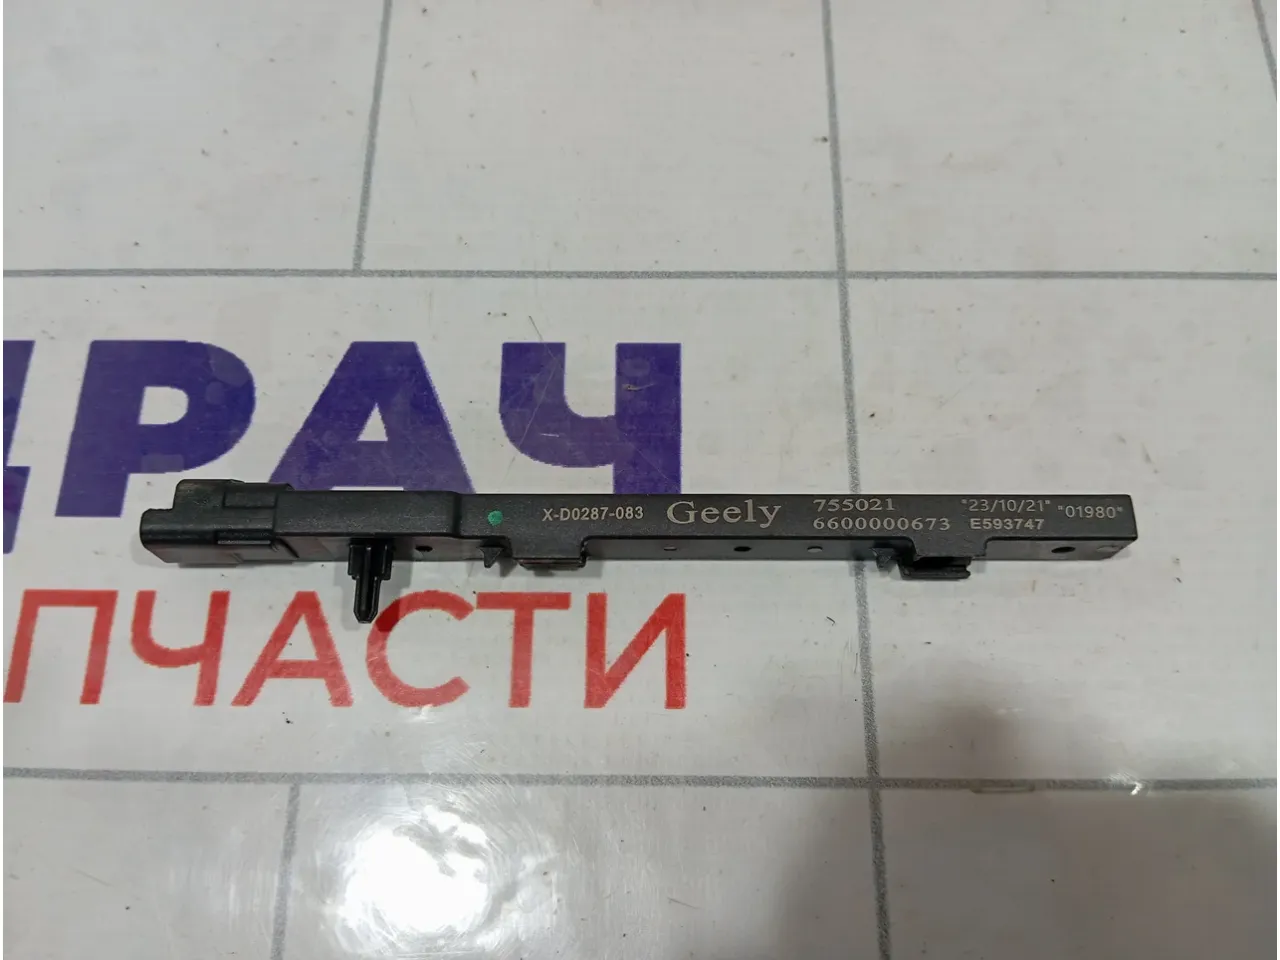 ДРАЧ
X-D0287-083 Geely 755021 "23/10/21" "01980"
6600000673 E593747
ПЧАСТИ